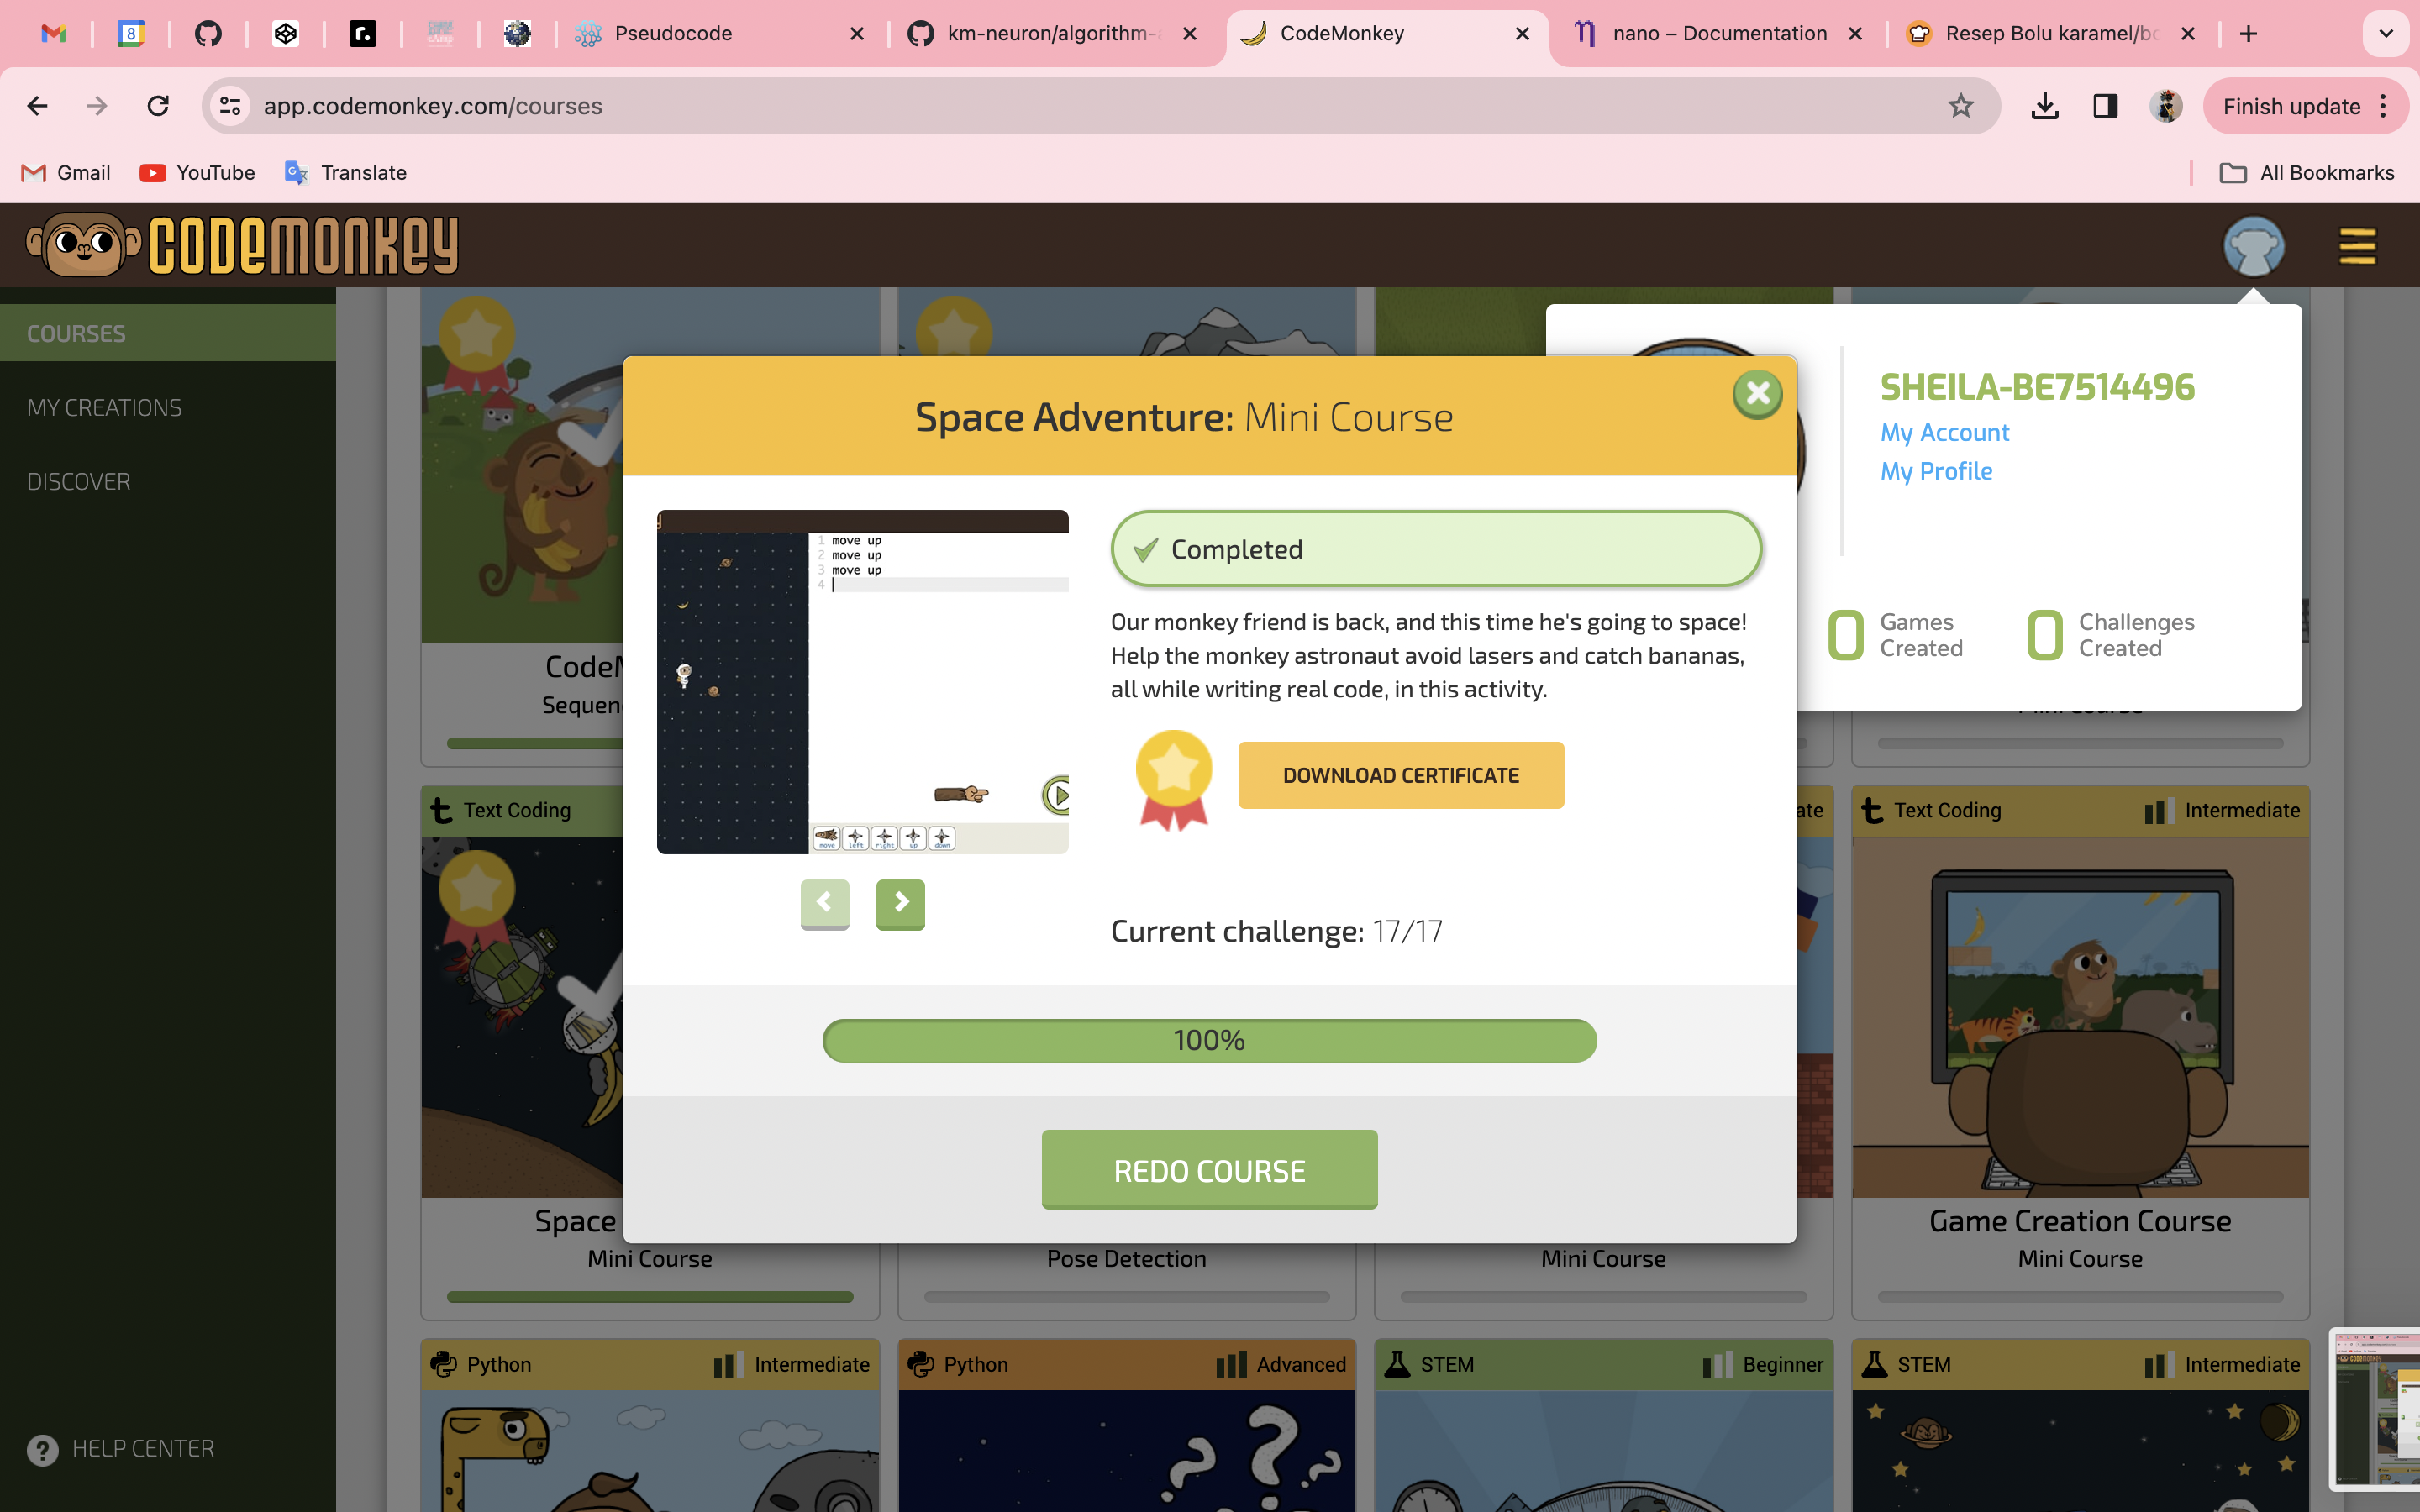 Pseudocode
km-neuron/algorithm-
CodeMonkey
nano – Documentation
Resep Bolu karamel/bo
app.codemonkey.com/courses
Finish update
Gmail
YouTube
Translate
All Bookmarks
CODEMONKEY
COURSES
MY CREATIONS
DISCOVER
HELP CENTER
SHEILA-BE7514496
My Account
My Profile
0 Games Created
0 Challenges Created
Space Adventure: Mini Course
1 move up
2 move up
3 move up
4
move left right up down
Completed
Our monkey friend is back, and this time he's going to space!
Help the monkey astronaut avoid lasers and catch bananas,
all while writing real code, in this activity.
DOWNLOAD CERTIFICATE
Current challenge: 17/17
100%
REDO COURSE
CodeM
Sequen
Mini Course
Text Coding
ate
Text Coding Intermediate
Space
Mini Course
Pose Detection
Mini Course
Game Creation Course
Mini Course
Python Intermediate
Python Advanced
STEM Beginner
STEM Intermediate